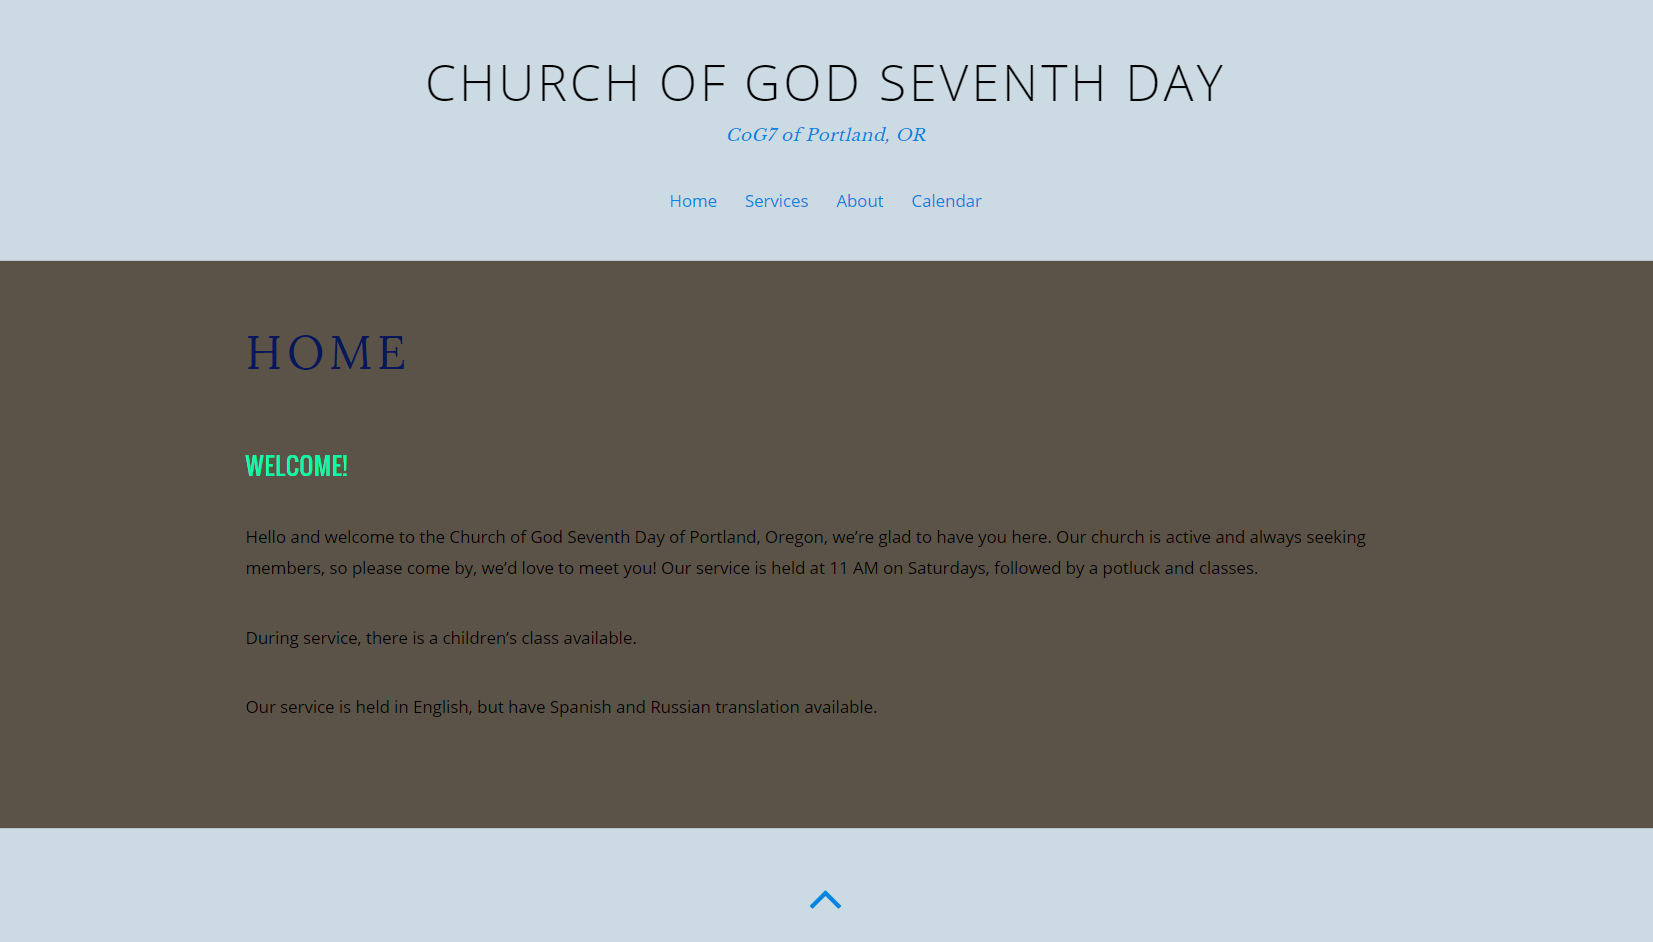 CHURCH OF GOD SEVENTH DAY
CoG7 of Portland, OR
Home Services About Calendar
HOME
WELCOME!
Hello and welcome to the Church of God Seventh Day of Portland, Oregon, we’re glad to have you here. Our church is active and always seeking
members, so please come by, we’d love to meet you! Our service is held at 11 AM on Saturdays, followed by a potluck and classes.
During service, there is a children’s class available.
Our service is held in English, but have Spanish and Russian translation available.